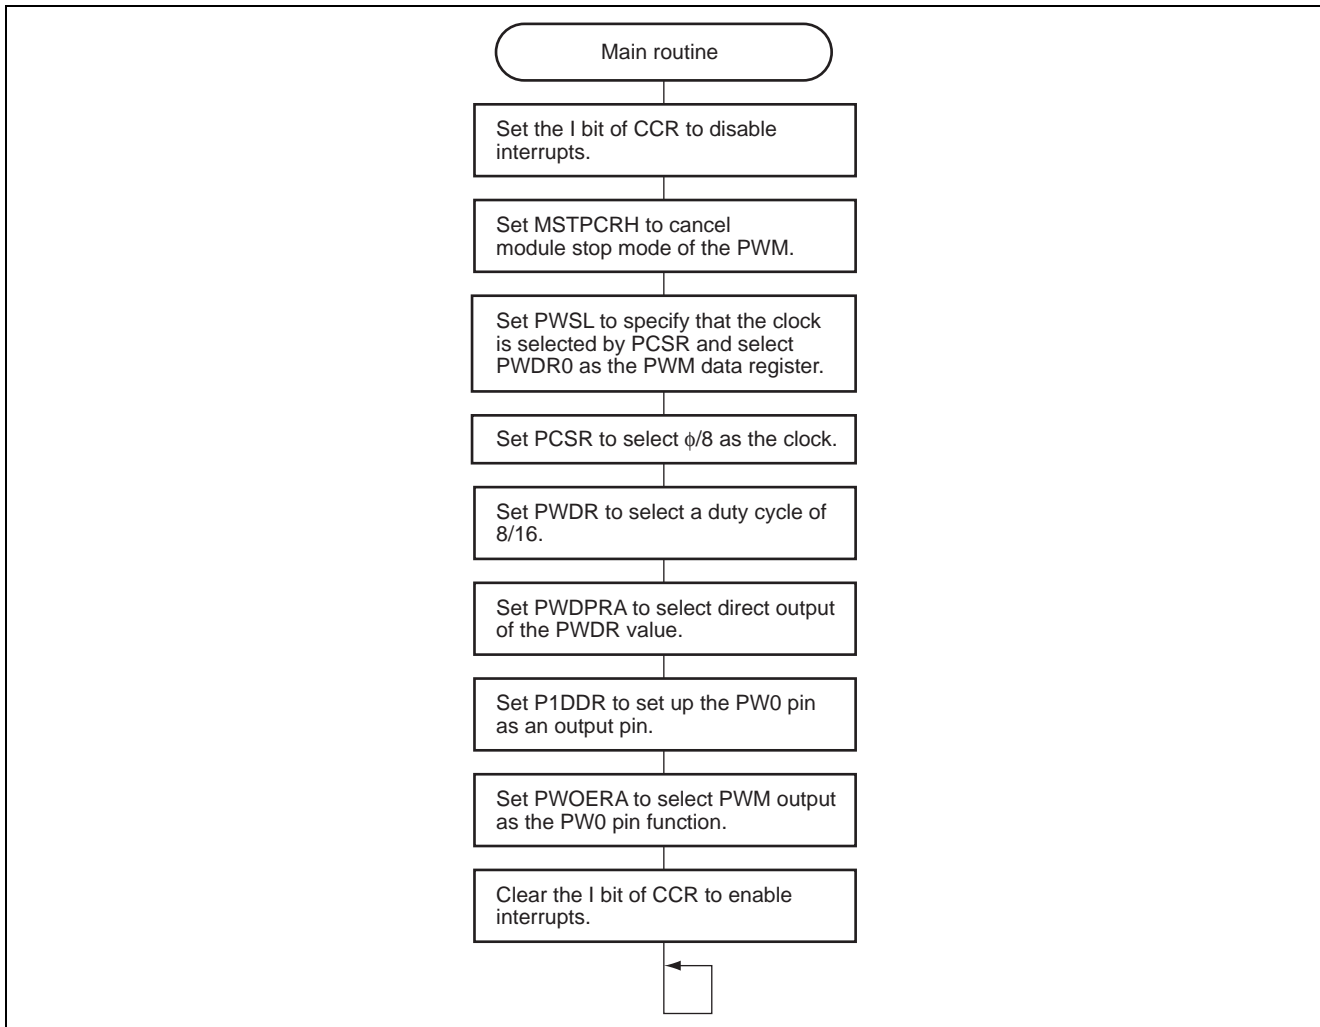 Main routine
Set the I bit of CCR to disable
interrupts.
Set MSTPCRH to cancel
module stop mode of the PWM.
Set PWSL to specify that the clock
is selected by PCSR and select
PWDR0 as the PWM data register.
Set PCSR to select ϕ/8 as the clock.
Set PWDR to select a duty cycle of
8/16.
Set PWDPRA to select direct output
of the PWDR value.
Set P1DDR to set up the PW0 pin
as an output pin.
Set PWOERA to select PWM output
as the PW0 pin function.
Clear the I bit of CCR to enable
interrupts.